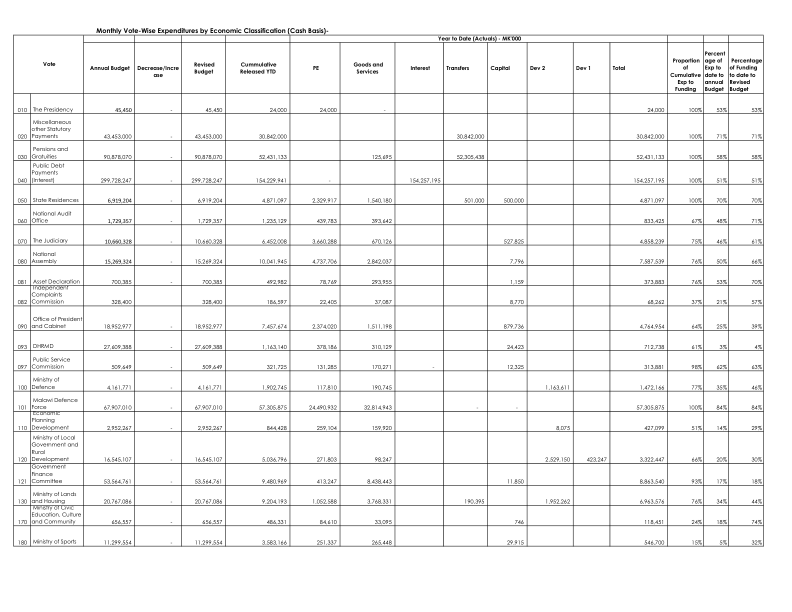 Monthly Vote-Wise Expenditures by Economic Classification (Cash Basis)-
Year to Date (Actuals) - MK'000
Vote Annual Budget Decrease/Increase Revised Budget Cummulative Released YTD PE Goods and Services Interest Transfers Capital Dev 2 Dev 1 Total Proportion of Cumulative Exp to Funding Percent age of Exp to date to annual Budget Percentage of Funding to date to Revised Budget
010 The Presidency 45,450 - 45,450 24,000 24,000 - 24,000 100% 53% 53%
020 Miscellaneous other Statutory Payments 43,453,000 - 43,453,000 30,842,000 30,842,000 30,842,000 100% 71% 71%
030 Pensions and Gratuities 90,878,070 - 90,878,070 52,431,133 125,695 52,305,438 52,431,133 100% 58% 58%
040 Public Debt Payments (Interest) 299,728,247 - 299,728,247 154,229,941 - 154,257,195 154,257,195 100% 51% 51%
050 State Residences 6,919,204 - 6,919,204 4,871,097 2,329,917 1,540,180 501,000 500,000 4,871,097 100% 70% 70%
060 National Audit Office 1,729,357 - 1,729,357 1,235,129 439,783 393,642 833,425 67% 48% 71%
070 The Judiciary 10,660,328 - 10,660,328 6,452,008 3,660,288 670,126 527,825 4,858,239 75% 46% 61%
080 National Assembly 15,269,324 - 15,269,324 10,041,945 4,737,706 2,842,037 7,796 7,587,539 76% 50% 66%
081 Asset Declaration 700,385 - 700,385 492,982 78,769 293,955 1,159 373,883 76% 53% 70%
082 Independent Complaints Commission 328,400 - 328,400 186,597 22,405 37,087 8,770 68,262 37% 21% 57%
090 Office of President and Cabinet 18,952,977 - 18,952,977 7,457,674 2,374,020 1,511,198 879,736 4,764,954 64% 25% 39%
093 DHRMD 27,609,388 - 27,609,388 1,163,140 378,186 310,129 24,423 712,738 61% 3% 4%
097 Public Service Commission 509,649 - 509,649 321,725 131,285 170,271 - 12,325 313,881 98% 62% 63%
100 Ministry of Defence 4,161,771 - 4,161,771 1,902,745 117,810 190,745 1,163,611 1,472,166 77% 35% 46%
101 Malawi Defence Force 67,907,010 - 67,907,010 57,305,875 24,490,932 32,814,943 - 57,305,875 100% 84% 84%
110 Economic Planning Development 2,952,267 - 2,952,267 844,428 259,104 159,920 8,075 427,099 51% 14% 29%
120 Ministry of Local Government and Rural Development 16,545,107 - 16,545,107 5,036,796 271,803 98,247 2,529,150 423,247 3,322,447 66% 20% 30%
121 Government Finance Committee 53,564,761 - 53,564,761 9,480,969 413,247 8,438,443 11,850 8,863,540 93% 17% 18%
130 Ministry of Lands and Housing 20,767,086 - 20,767,086 9,204,193 1,052,588 3,768,331 190,395 1,952,262 6,963,576 76% 34% 44%
170 Ministry of Civic Education, Culture and Community 656,557 - 656,557 486,331 84,610 33,095 746 118,451 24% 18% 74%
180 Ministry of Sports 11,299,554 - 11,299,554 3,583,166 251,337 265,448 29,915 546,700 15% 5% 32%